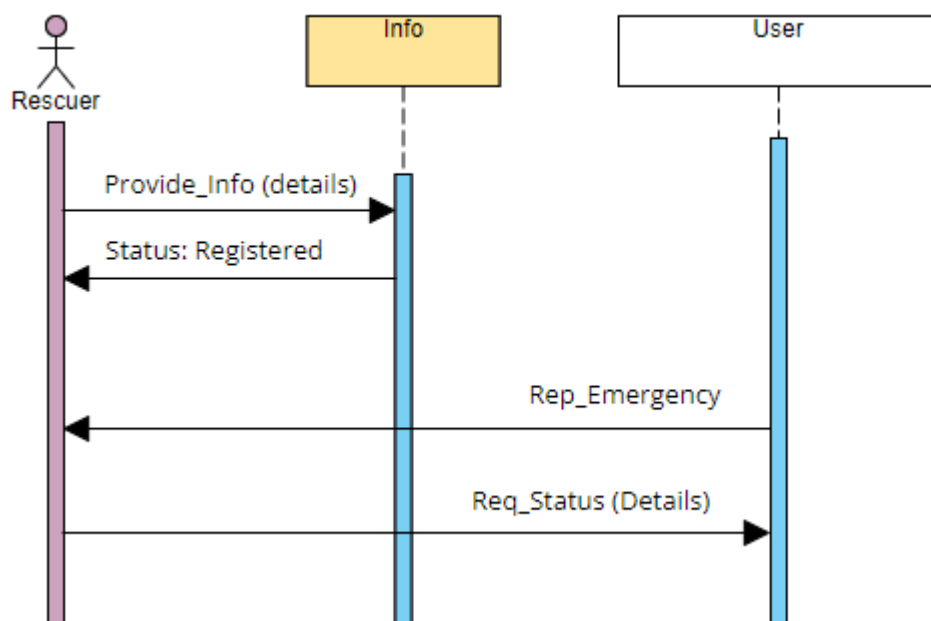 Info
User
Rescuer
Provide_Info (details)
Status: Registered
Rep_Emergency
Req_Status (Details)